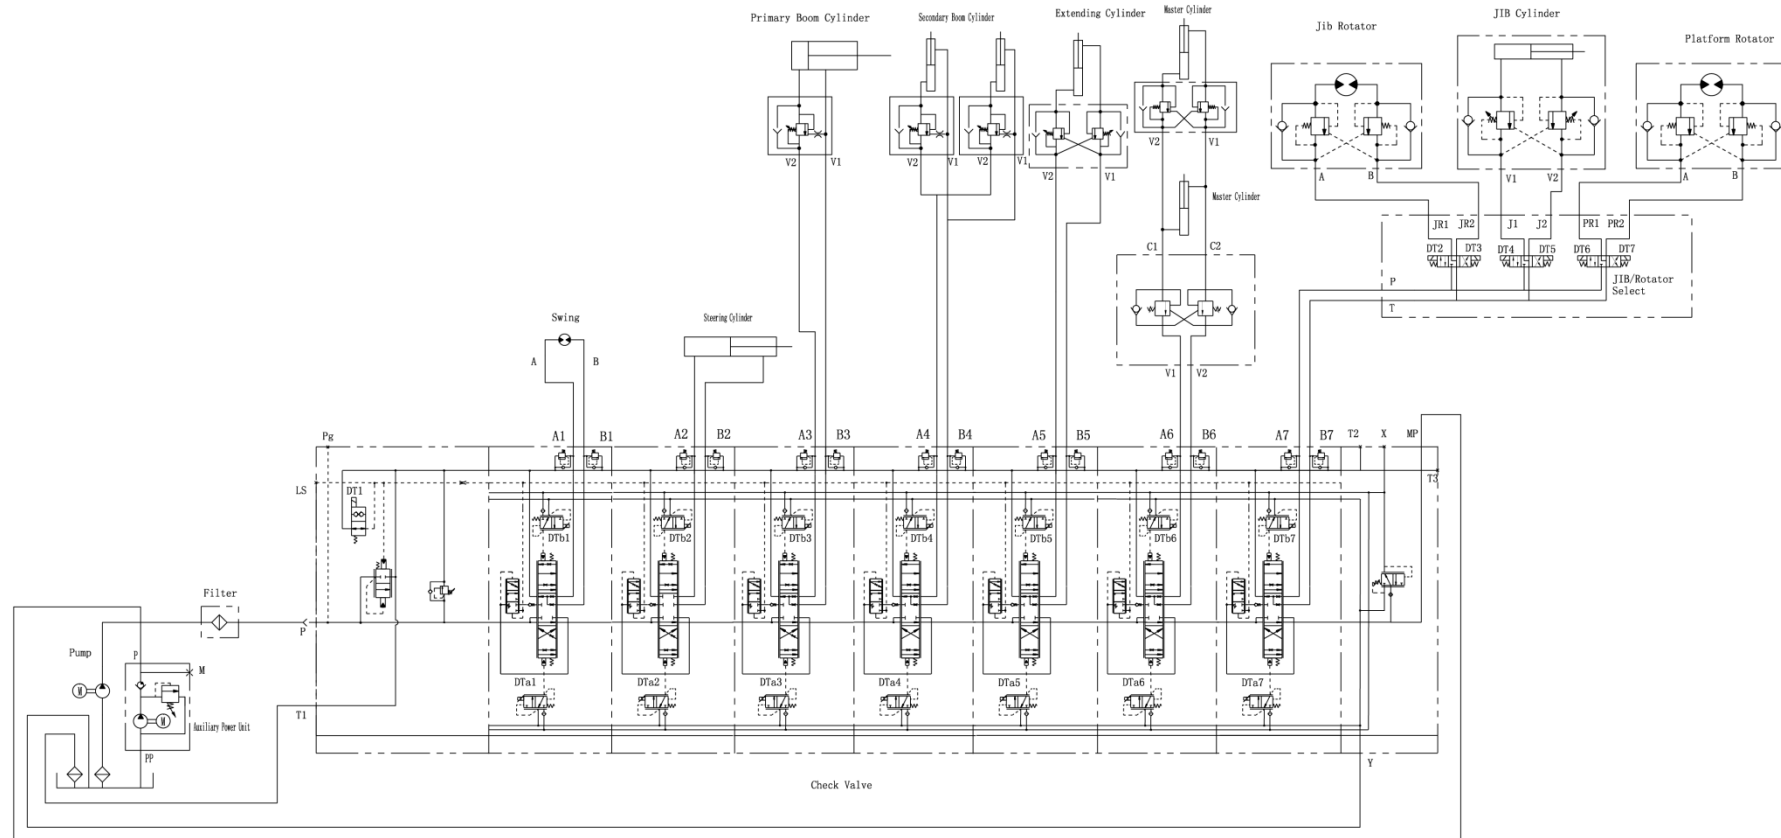 Primary Boom Cylinder
Secondary Boom Cylinder
Extending Cylinder
Master Cylinder
Jib Rotator
JIB Cylinder
Platform Rotator
V2 V1
V2 V1
V2 V1
V2 V1
V2 V1
A B
V1 V2
A B
Master Cylinder
C1 C2
JR1 JR2 J1 J2 PR1 PR2
DT2 DT3 DT4 DT5 DT6 DT7
JIB/Rotator
Select
P
T
Swing
Steering Cylinder
A B
V1 V2
Pg
A1 B1 A2 B2 A3 B3 A4 B4 A5 B5 A6 B6 A7 B7 T2 X MP
T3
LS
DT1
DTb1 DTb2 DTb3 DTb4 DTb5 DTb6 DTb7
Filter
P
Pump
P
M
M
M
Auxiliary Power Unit
PP
T1
DTa1 DTa2 DTa3 DTa4 DTa5 DTa6 DTa7
Y
Check Valve